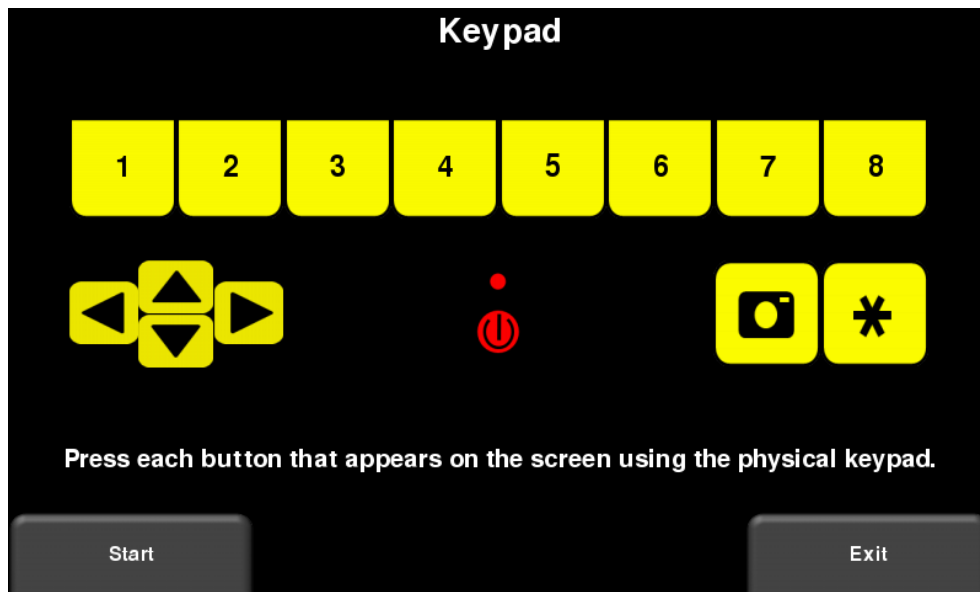 Keypad
1 2 3 4 5 6 7 8
*
Press each button that appears on the screen using the physical keypad.
Start Exit